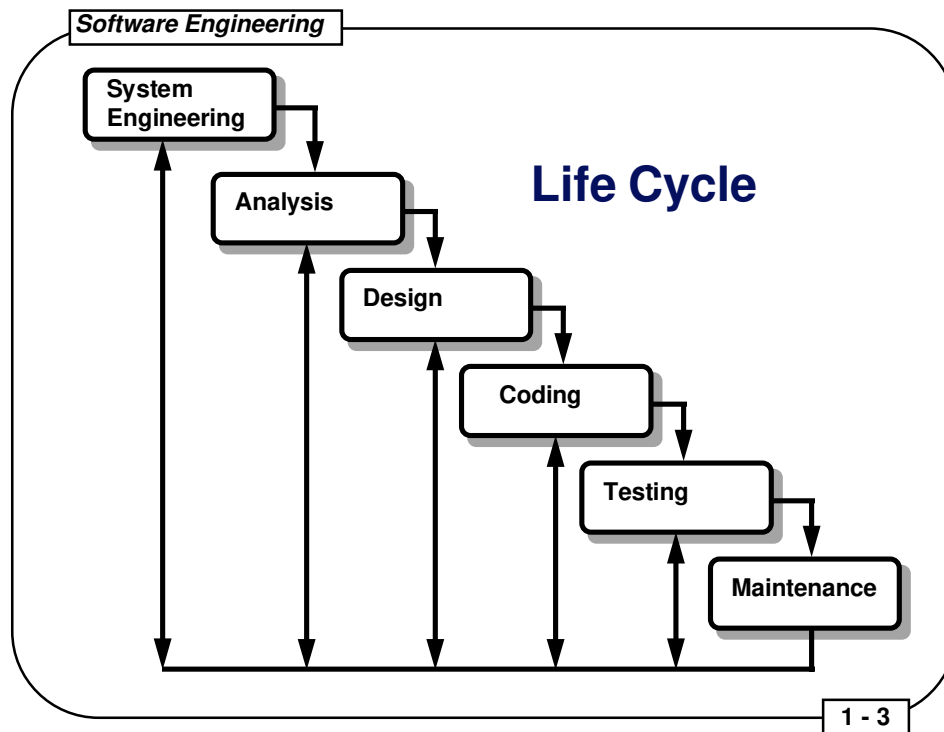 Software Engineering
System
Engineering
Life Cycle
Analysis
Design
Coding
Testing
Maintenance
1 - 3